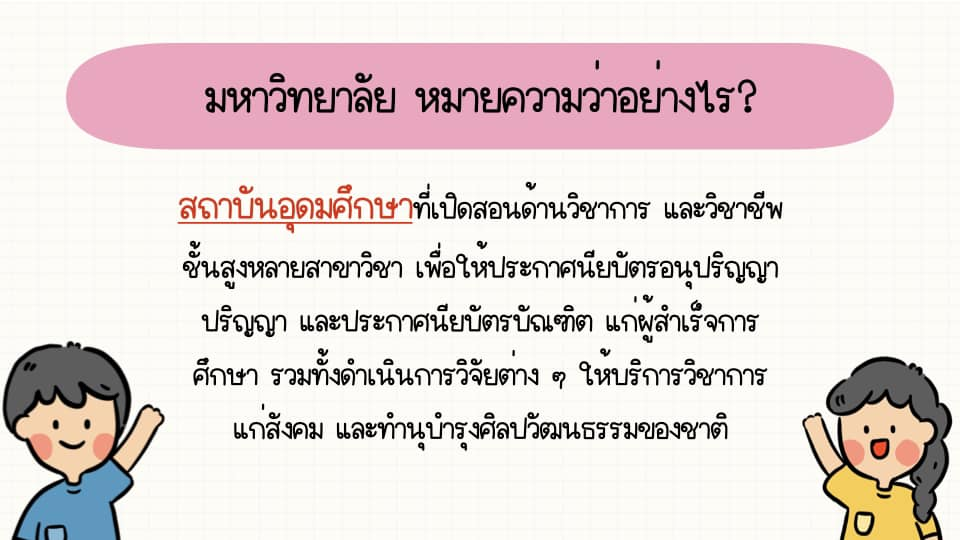 มหาวิทยาลัย หมายความว่าอย่างไร?
สถาบันอุดมศึกษาที่เปิดสอนด้านวิชาการ และวิชาชีพ
ชั้นสูงหลายสาขาวิชา เพื่อให้ประกาศนียบัตรอนุปริญญา
ปริญญา และประกาศนียบัตรบัณฑิต แก่ผู้สำเร็จการ
ศึกษา รวมทั้งดำเนินการวิจัยต่าง ๆ ให้บริการวิชาการ
แก่สังคม และทำนุบำรุงศิลปวัฒนธรรมของชาติ